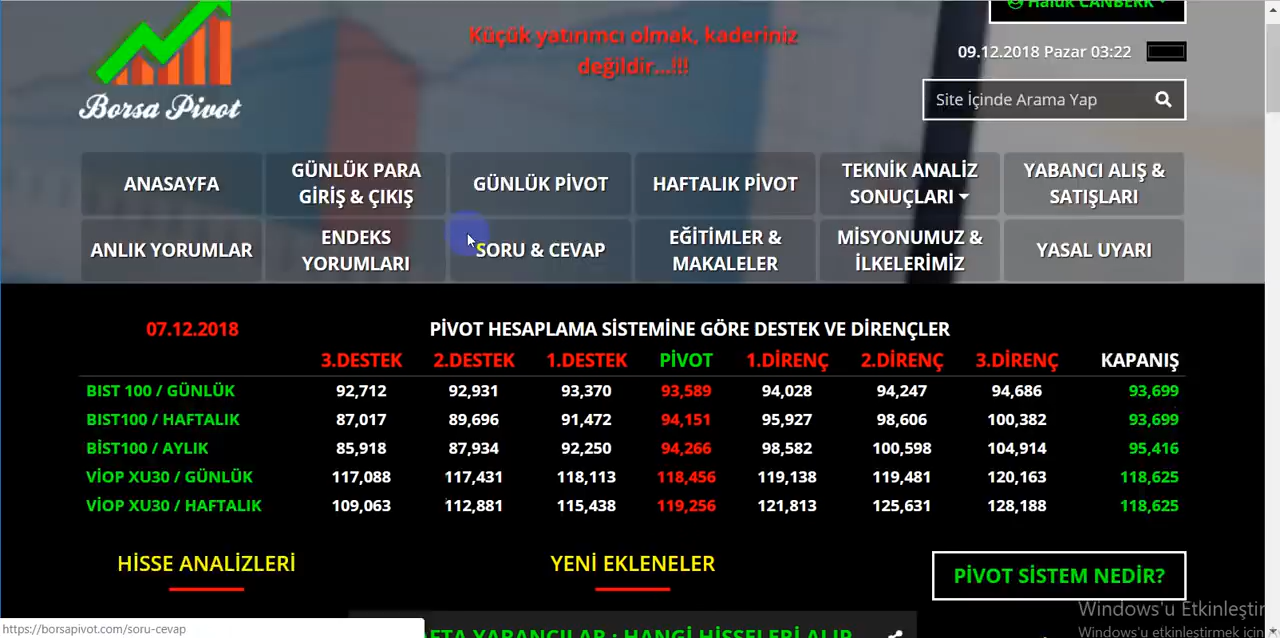 Haluk CANBERK
Küçük yatırımcı olmak, kaderiniz
değildir...!!!
09.12.2018 Pazar 03:22
Borsa Pivot
Site İçinde Arama Yap
ANASAYFA
GÜNLÜK PARA
GİRİŞ & ÇIKIŞ
GÜNLÜK PİVOT
HAFTALIK PİVOT
TEKNİK ANALİZ
SONUÇLARI
YABANCI ALIŞ &
SATIŞLARI
ANLIK YORUMLAR
ENDEKS
YORUMLARI
SORU & CEVAP
EĞİTİMLER &
MAKALELER
MİSYONUMUZ &
İLKELERİMİZ
YASAL UYARI
07.12.2018 PİVOT HESAPLAMA SİSTEMİNE GÖRE DESTEK VE DİRENÇLER
3.DESTEK 2.DESTEK 1.DESTEK PİVOT 1.DİRENÇ 2.DİRENÇ 3.DİRENÇ KAPANIŞ
BIST 100 / GÜNLÜK 92,712 92,931 93,370 93,589 94,028 94,247 94,686 93,699
BIST100 / HAFTALIK 87,017 89,696 91,472 94,151 95,927 98,606 100,382 93,699
BİST100 / AYLIK 85,918 87,934 92,250 94,266 98,582 100,598 104,914 95,416
VİOP XU30 / GÜNLÜK 117,088 117,431 118,113 118,456 119,138 119,481 120,163 118,625
VİOP XU30 / HAFTALIK 109,063 112,881 115,438 119,256 121,813 125,631 128,188 118,625
HİSSE ANALİZLERİ
YENİ EKLENELER
PİVOT SİSTEM NEDİR?
Windows'u Etkinleştir
https://borsapivot.com/soru-cevap
YABANCILAR : HANGİ HİSSELERİ ALIP
Windows'u etkinleştirmek için